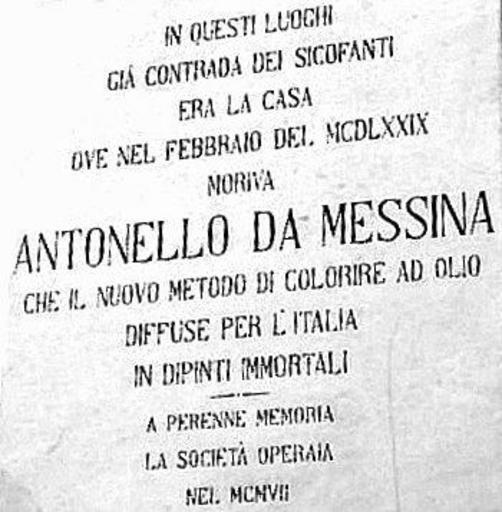 IN QUESTI LUOGHI
GIÁ CONTRADA DEI SICOFANTI
ERA LA CASA
OVE NEL FEBBRAIO DEL MCDLXXIX
MORIVA
ANTONELLO DA MESSINA
CHE IL NUOVO METODO DI COLORIRE AD OLIO
DIFFUSE PER L'ITALIA
IN DIPINTI IMMORTALI
A PERENNE MEMORIA
LA SOCIETÀ OPERAIA
NEL MCMVII